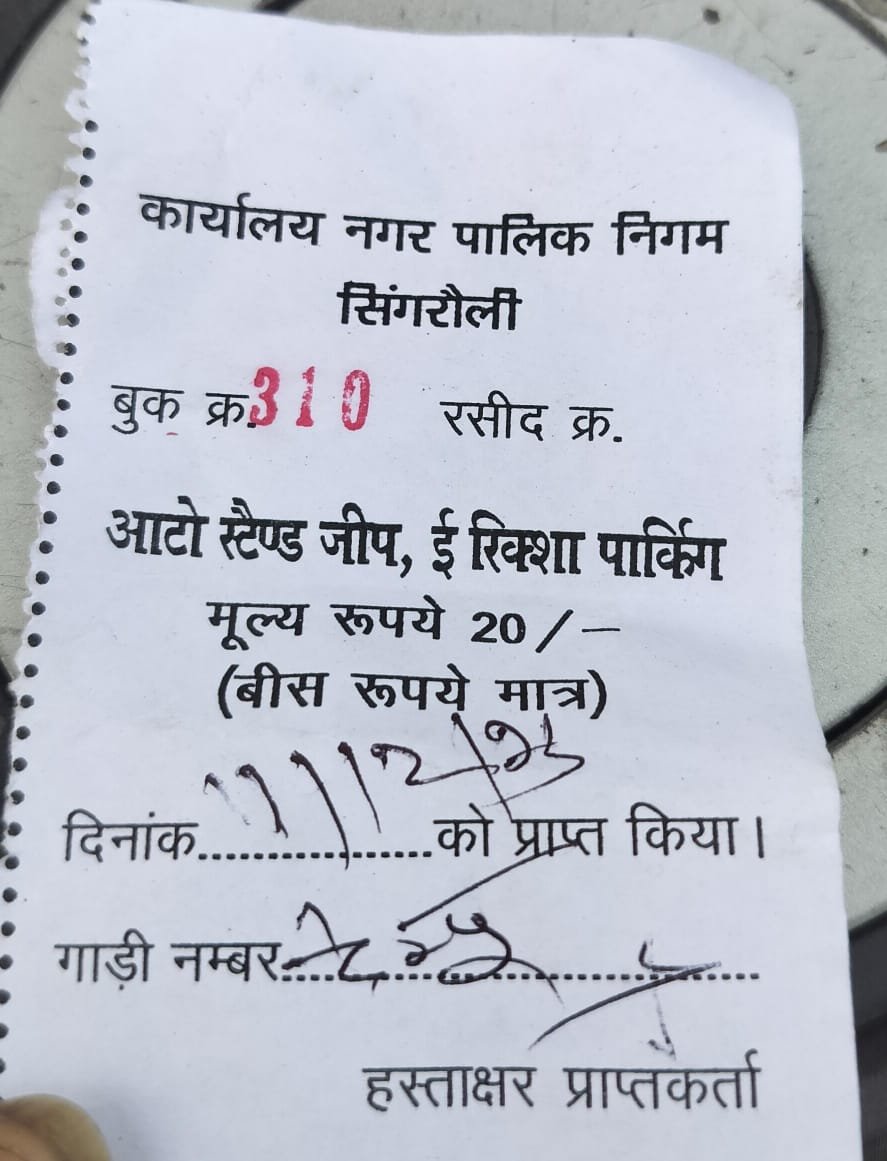 कार्यालय नगर पालिक निगम
सिंगरौली
बुक क्र. 310 रसीद क्र.
आटो स्टैण्ड जीप, ई रिक्शा पार्किंग
मूल्य रूपये 20/-
(बीस रूपये मात्र)
दिनांक..................को प्राप्त किया।
गाड़ी नम्बर....................................
हस्ताक्षर प्राप्तकर्ता